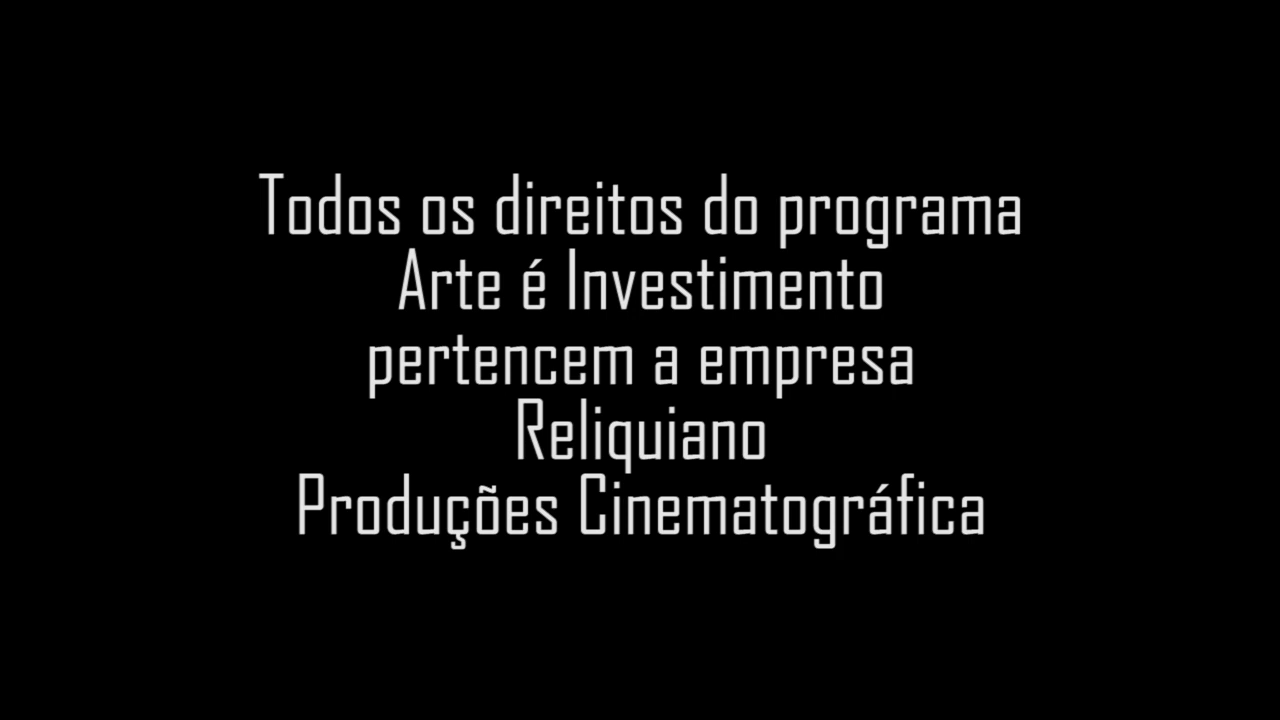 Todos os direitos do programa
Arte é Investimento
pertencem a empresa
Reliquiano
Produções Cinematográfica